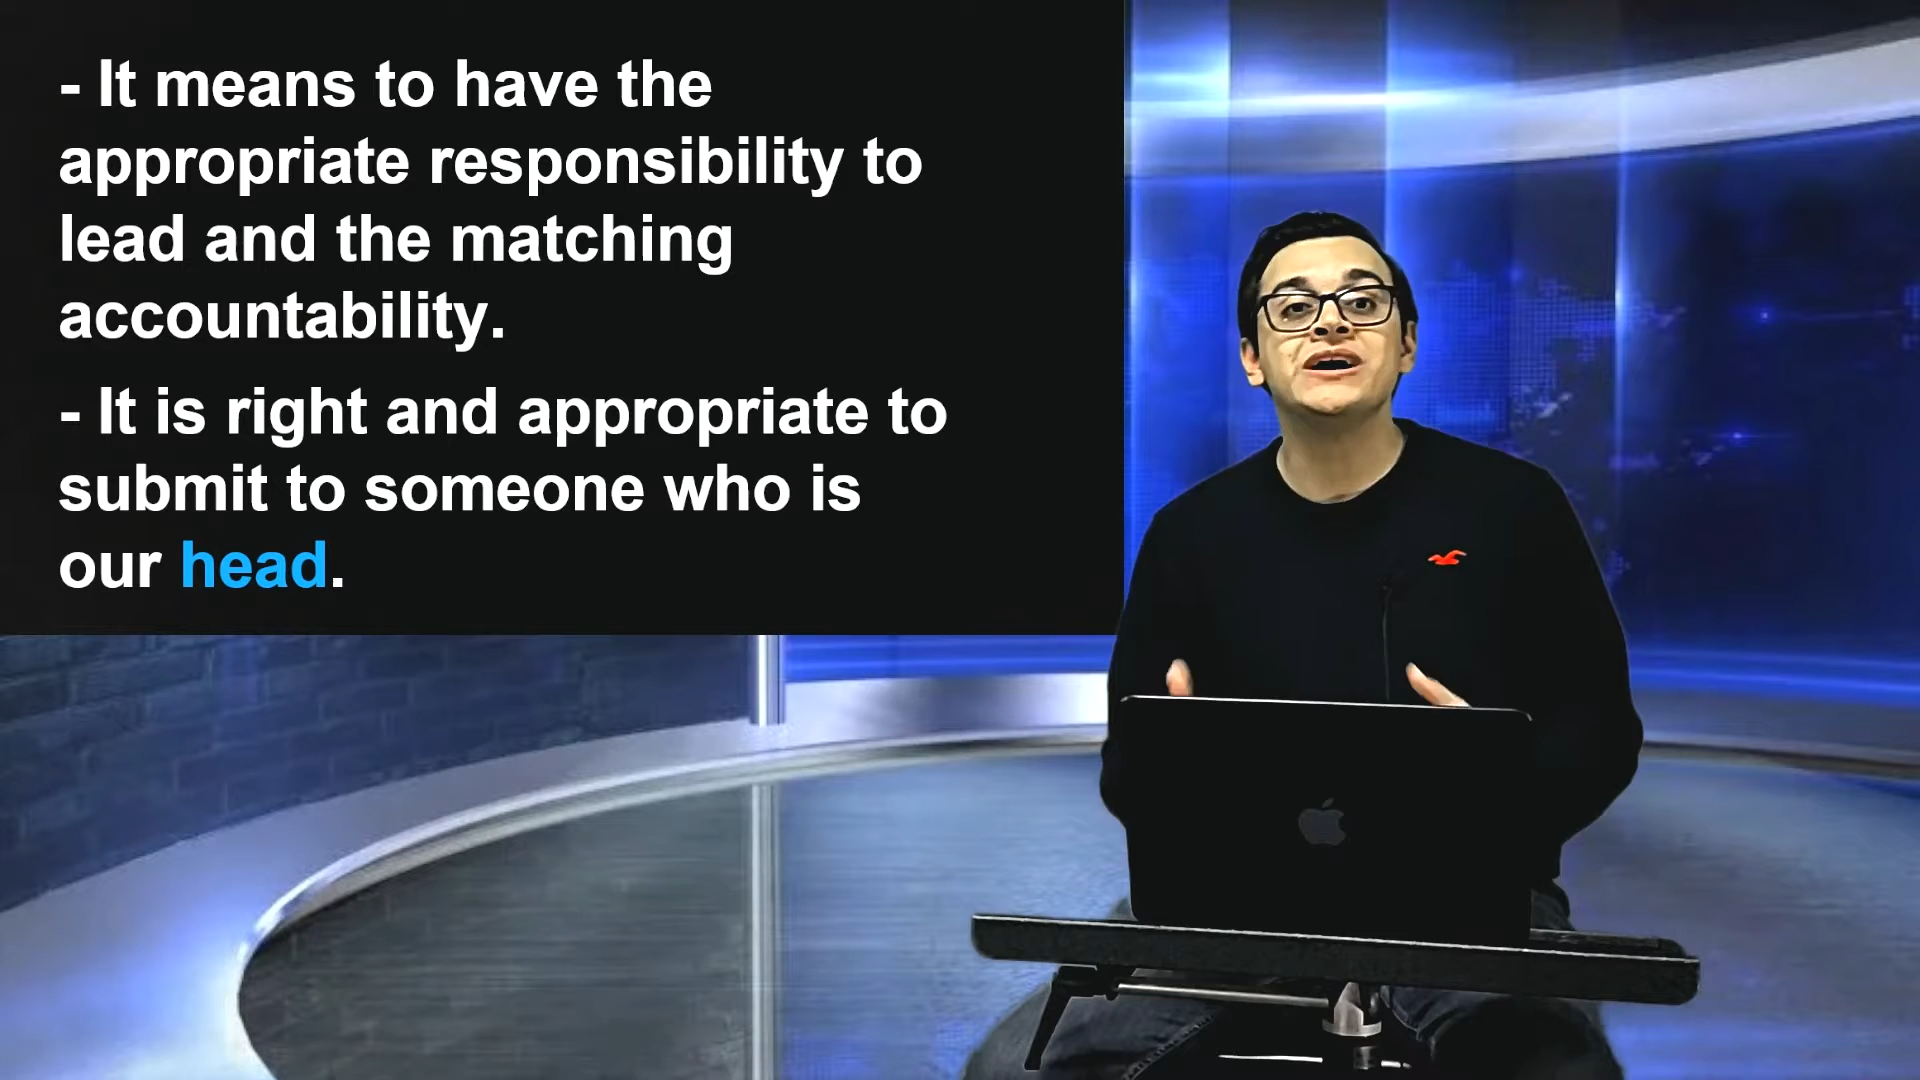 - It means to have the
appropriate responsibility to
lead and the matching
accountability.
- It is right and appropriate to
submit to someone who is
our head.